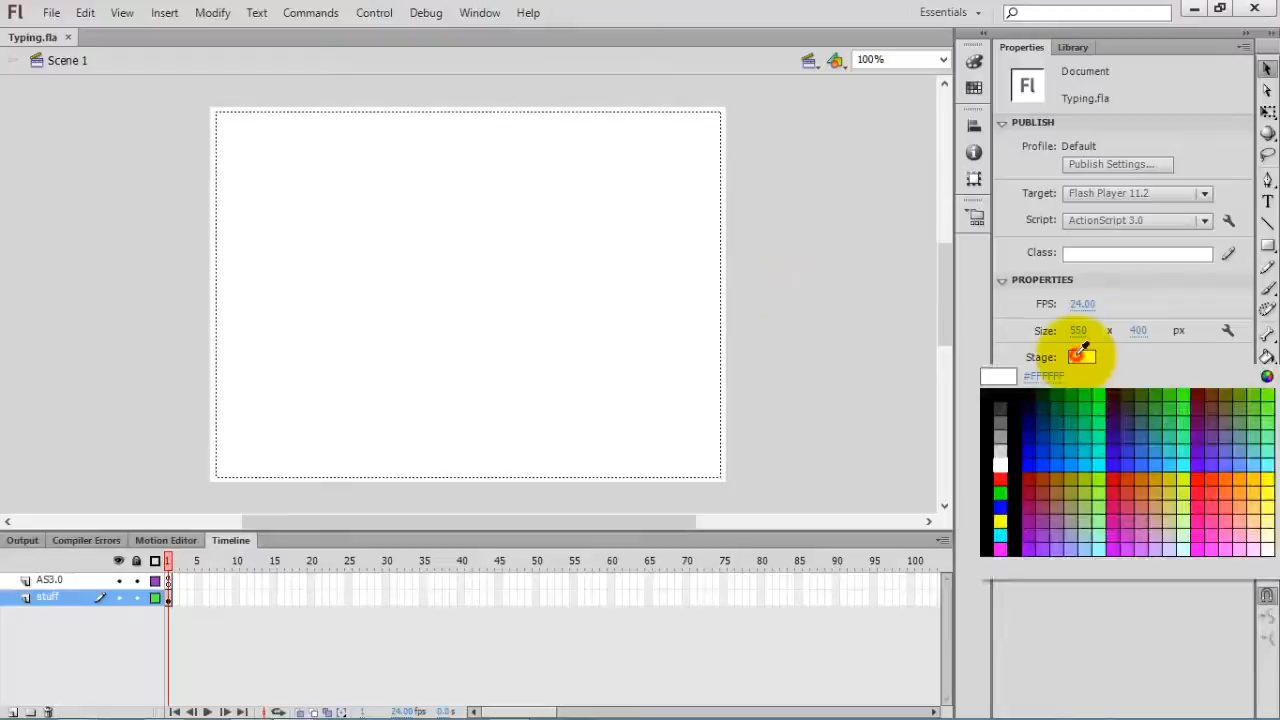 Fl File Edit View Insert Modify Text Commands Control Debug Window Help Essentials
Typing.fla ×
Scene 1 100%
Properties Library
Fl Document
Typing.fla
PUBLISH
Profile: Default
Publish Settings...
Target: Flash Player 11.2
Script: ActionScript 3.0
Class:
PROPERTIES
FPS: 24.00
Size: 550 x 400 px
Stage:
#FFFFFF
Output Compiler Errors Motion Editor Timeline
1 5 10 15 20 25 30 35 40 45 50 55 60 65 70 75 80 85 90 95 100
AS3.0
stuff
1 24.00 fps 0.0 s